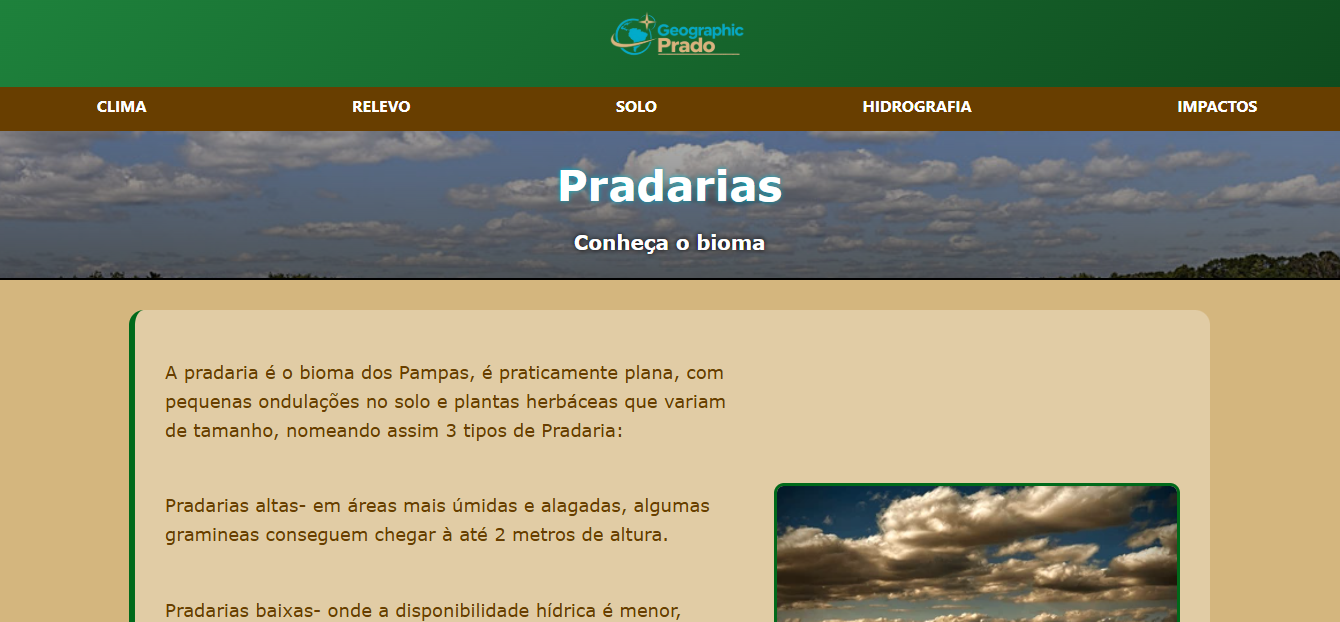 Geographic
Prado
CLIMA RELEVO SOLO HIDROGRAFIA IMPACTOS
Pradarias
Conheça o bioma
A pradaria é o bioma dos Pampas, é praticamente plana, com
pequenas ondulações no solo e plantas herbáceas que variam
de tamanho, nomeando assim 3 tipos de Pradaria:
Pradarias altas- em áreas mais úmidas e alagadas, algumas
gramineas conseguem chegar à até 2 metros de altura.
Pradarias baixas- onde a disponibilidade hídrica é menor,